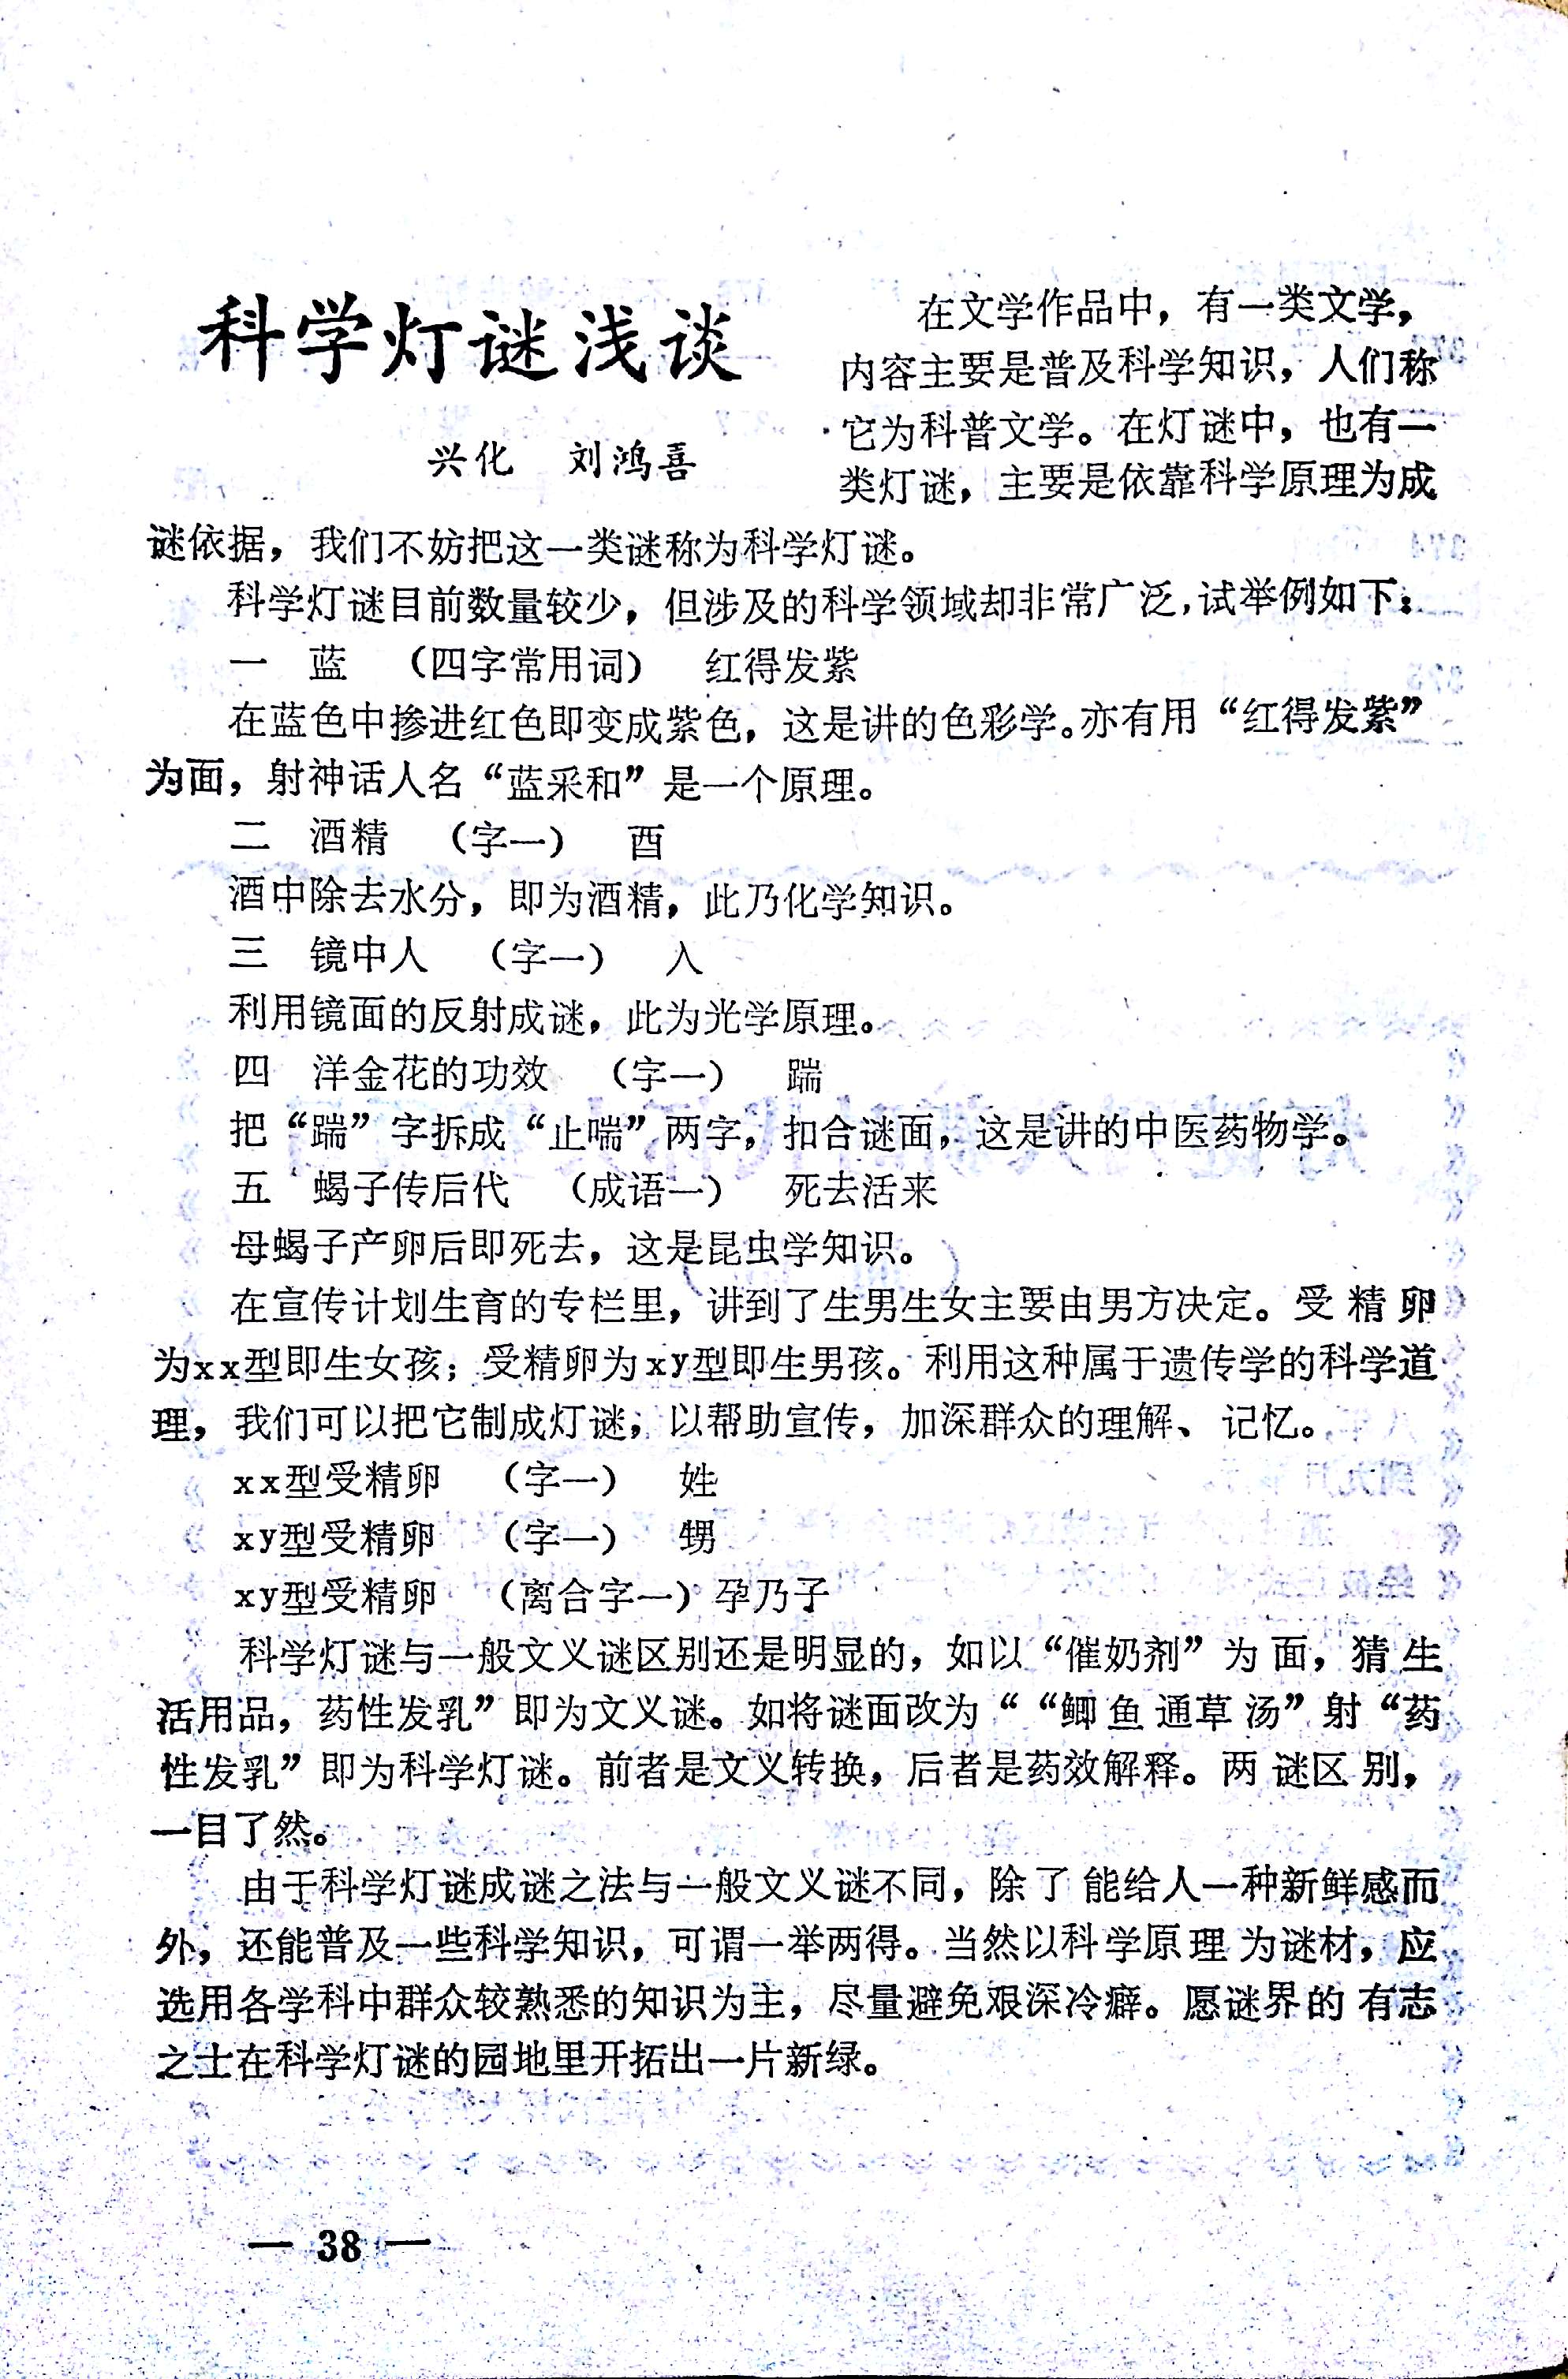 科学灯谜浅谈
兴化　刘鸿喜
在文学作品中，有一类文学，
内容主要是普及科学知识，人们称
它为科普文学。在灯谜中，也有一
类灯谜，主要是依靠科学原理为成
谜依据，我们不妨把这一类谜称为科学灯谜。
科学灯谜目前数量较少，但涉及的科学领域却非常广泛，试举例如下：
一　蓝　（四字常用词）　红得发紫
在蓝色中掺进红色即变成紫色，这是讲的色彩学。亦有用“红得发紫”
为面，射神话人名“蓝采和”是一个原理。
二　酒精　（字一）　酉
酒中除去水分，即为酒精，此乃化学知识。
三　镜中人　（字一）　入
利用镜面的反射成谜，此为光学原理。
四　洋金花的功效　（字一）　踹
把“踹”字拆成“止喘”两字，扣合谜面，这是讲的中医药物学。
五　蝎子传后代　（成语一）　死去活来
母蝎子产卵后即死去，这是昆虫学知识。
在宣传计划生育的专栏里，讲到了生男生女主要由男方决定。受精卵
为xx型即生女孩；受精卵为xy型即生男孩。利用这种属于遗传学的科学道
理，我们可以把它制成灯谜，以帮助宣传，加深群众的理解、记忆。
xx型受精卵　（字一）　姓
xy型受精卵　（字一）　甥
xy型受精卵　（离合字一）孕乃子
科学灯谜与一般文义谜区别还是明显的，如以“催奶剂”为面，猜生
活用品，药性发乳”即为文义谜。如将谜面改为““鲫鱼通草汤”射“药
性发乳”即为科学灯谜。前者是文义转换，后者是药效解释。两谜区别，
一目了然。
由于科学灯谜成谜之法与一般文义谜不同，除了能给人一种新鲜感而
外，还能普及一些科学知识，可谓一举两得。当然以科学原理为谜材，应
选用各学科中群众较熟悉的知识为主，尽量避免艰深冷癖。愿谜界的有志
之士在科学灯谜的园地里开拓出一片新绿。
— 38 —